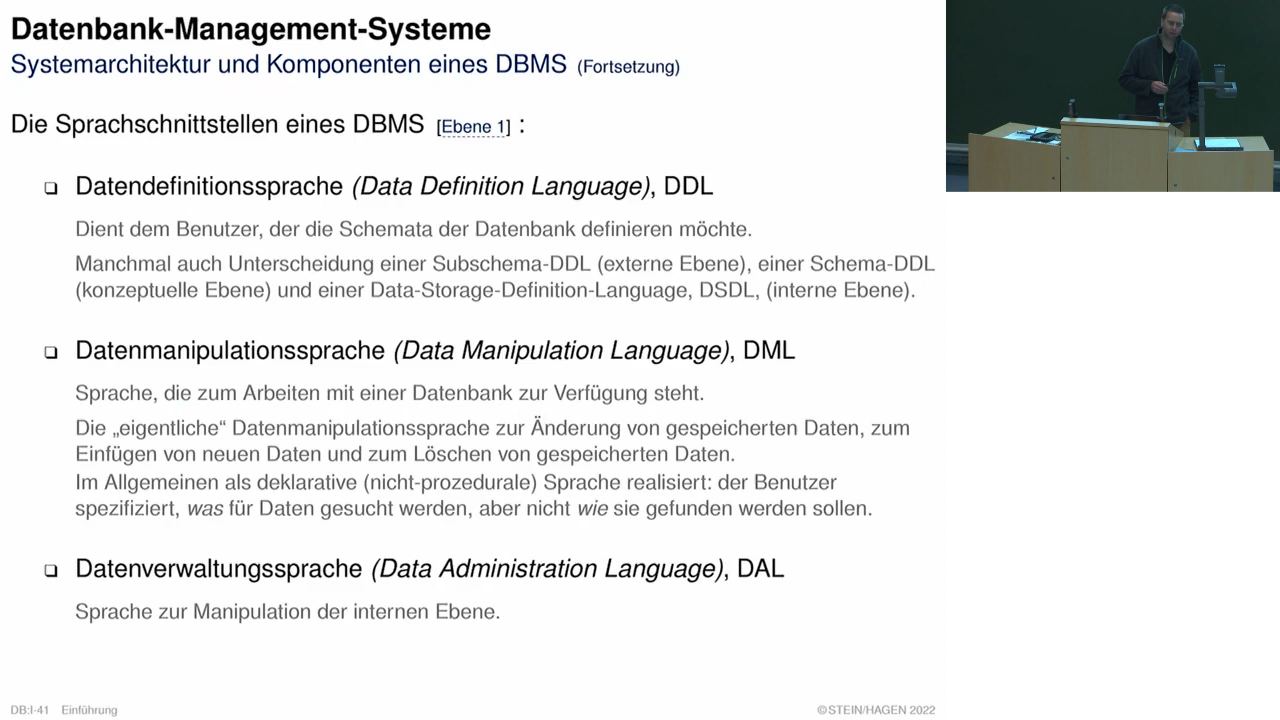 Datenbank-Management-Systeme
Systemarchitektur und Komponenten eines DBMS (Fortsetzung)
Die Sprachschnittstellen eines DBMS [Ebene 1] :
❑ Datendefinitionssprache (Data Definition Language), DDL
Dient dem Benutzer, der die Schemata der Datenbank definieren möchte.
Manchmal auch Unterscheidung einer Subschema-DDL (externe Ebene), einer Schema-DDL
(konzeptuelle Ebene) und einer Data-Storage-Definition-Language, DSDL, (interne Ebene).
❑ Datenmanipulationssprache (Data Manipulation Language), DML
Sprache, die zum Arbeiten mit einer Datenbank zur Verfügung steht.
Die „eigentliche“ Datenmanipulationssprache zur Änderung von gespeicherten Daten, zum
Einfügen von neuen Daten und zum Löschen von gespeicherten Daten.
Im Allgemeinen als deklarative (nicht-prozedurale) Sprache realisiert: der Benutzer
spezifiziert, was für Daten gesucht werden, aber nicht wie sie gefunden werden sollen.
❑ Datenverwaltungssprache (Data Administration Language), DAL
Sprache zur Manipulation der internen Ebene.
DB:I-41 Einführung
©STEIN/HAGEN 2022